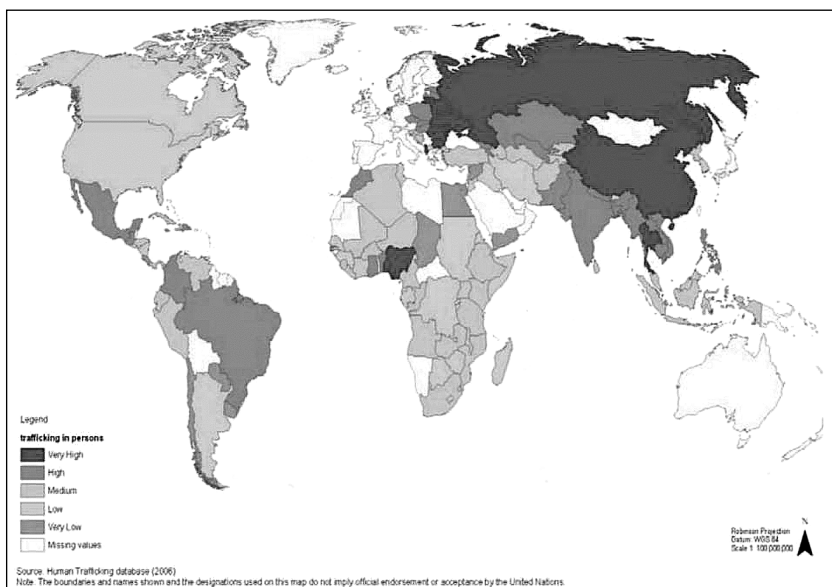 Legend
trafficking in persons
Very High
High
Medium
Low
Very Low
Missing values
N
Robinson Projection
Datum: WGS 84
Scale 1: 100,000,000
Source: Human Trafficking database (2006)
Note. The boundaries and names shown and the designations used on this map do not imply official endorsement or acceptance by the United Nations.